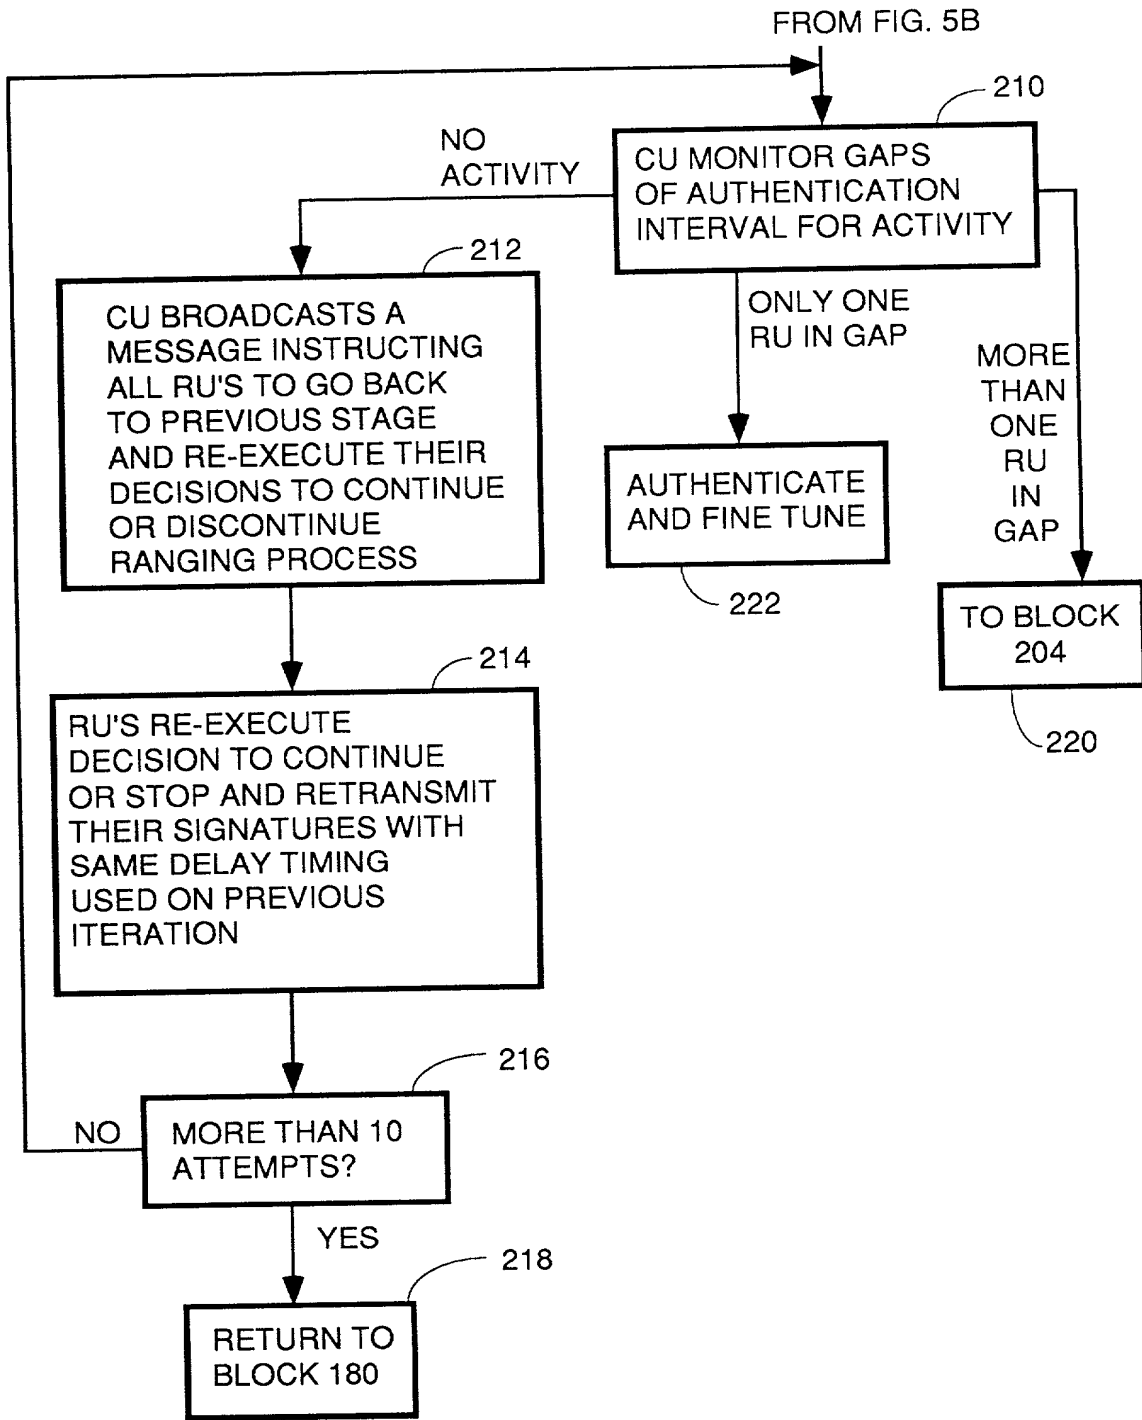 FROM FIG. 5B
210
CU MONITOR GAPS
OF AUTHENTICATION
INTERVAL FOR ACTIVITY
NO
ACTIVITY
212
CU BROADCASTS A
MESSAGE INSTRUCTING
ALL RU'S TO GO BACK
TO PREVIOUS STAGE
AND RE-EXECUTE THEIR
DECISIONS TO CONTINUE
OR DISCONTINUE
RANGING PROCESS
ONLY ONE
RU IN GAP
MORE
THAN
ONE
RU
IN
GAP
AUTHENTICATE
AND FINE TUNE
222
TO BLOCK
204
220
214
RU'S RE-EXECUTE
DECISION TO CONTINUE
OR STOP AND RETRANSMIT
THEIR SIGNATURES WITH
SAME DELAY TIMING
USED ON PREVIOUS
ITERATION
216
NO
MORE THAN 10
ATTEMPTS?
YES
218
RETURN TO
BLOCK 180